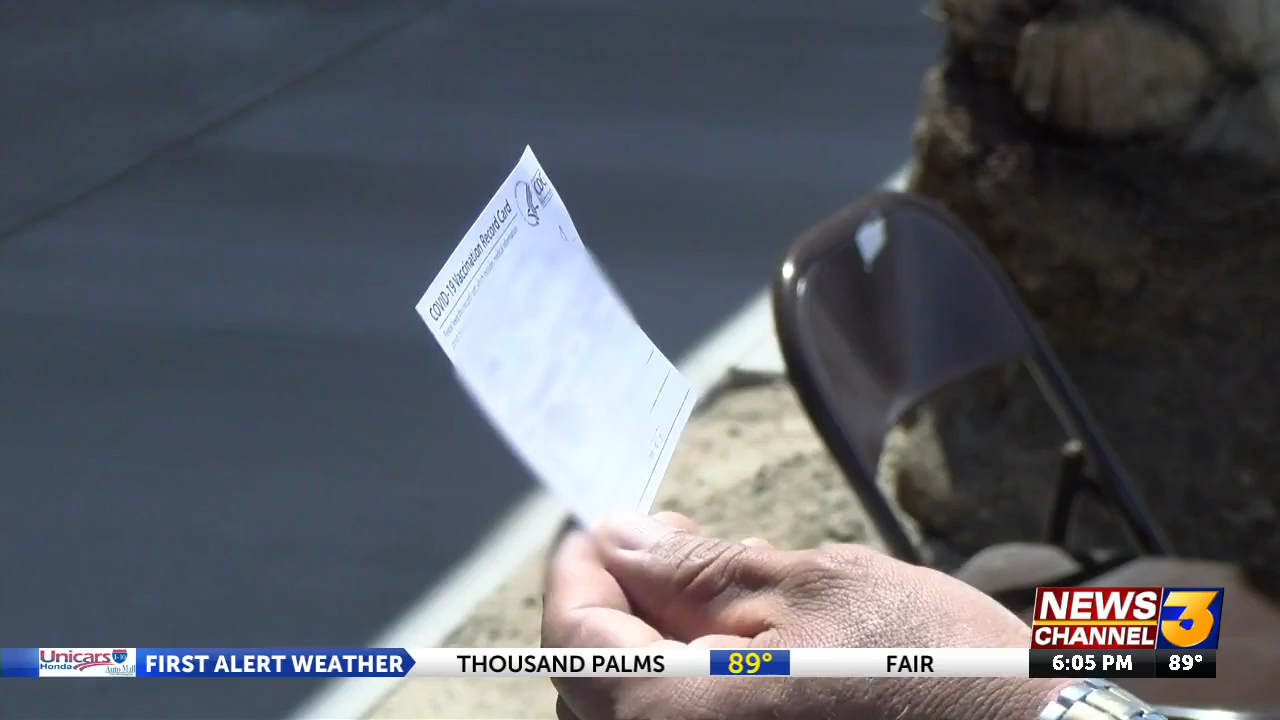 CDC
COVID-19 Vaccination Record Card
NEWS
CHANNEL 3
Unicars
Honda
FIRST ALERT WEATHER
THOUSAND PALMS
89°
FAIR
6:05 PM
89°